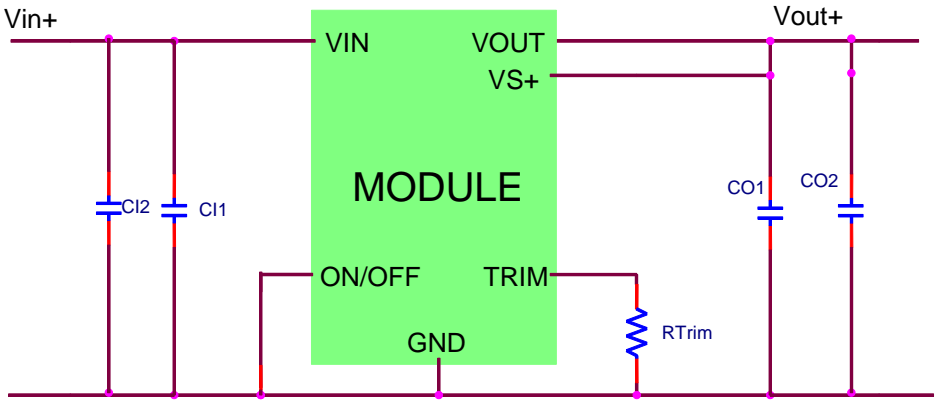 Vin+
Vout+
VIN
VOUT
VS+
MODULE
CI2
CI1
CO1
CO2
ON/OFF
TRIM
RTrim
GND